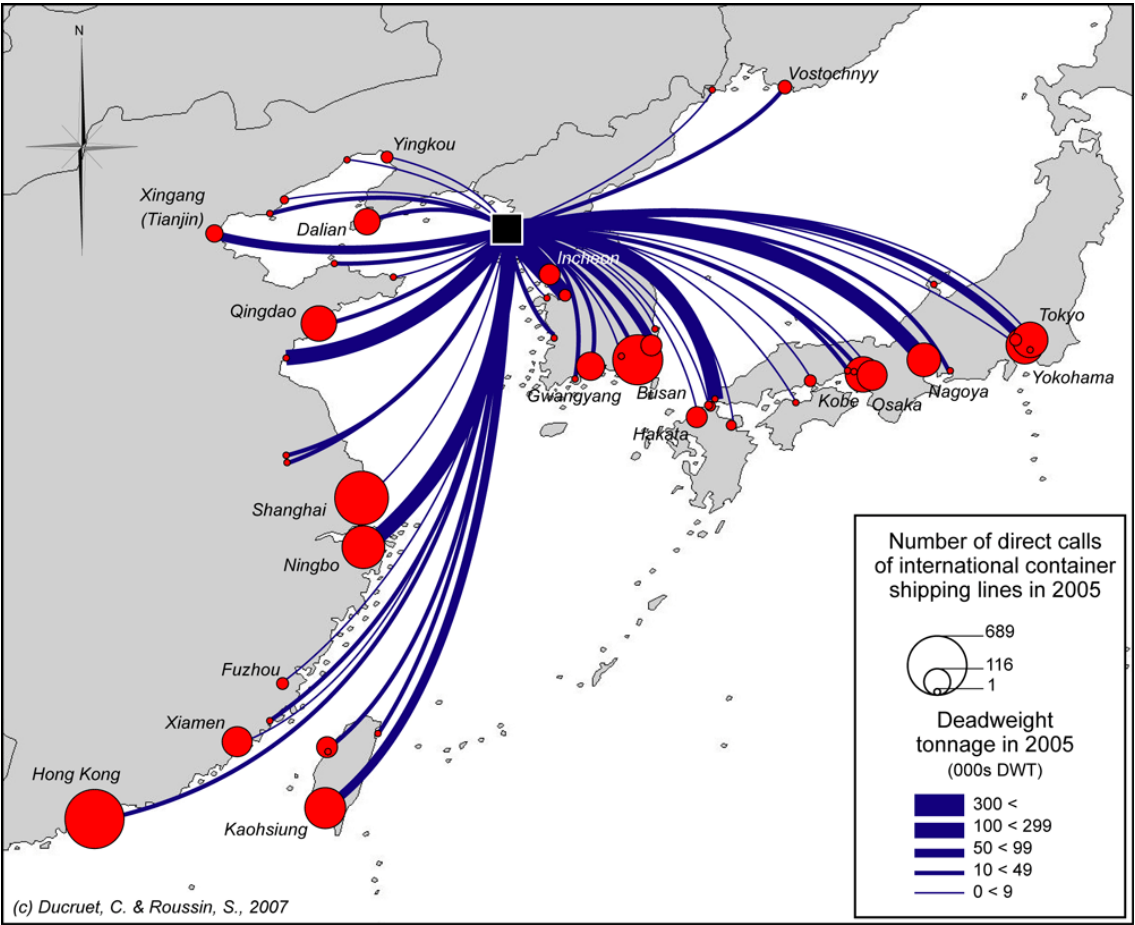 N
Vostochnyy
Yingkou
Xingang
(Tianjin)
Dalian
Incheon
Qingdao
Tokyo
Yokohama
Gwangyang
Busan
Kobe
Osaka
Nagoya
Hakata
Shanghai
Ningbo
Fuzhou
Xiamen
Hong Kong
Kaohsiung
Number of direct calls
of international container
shipping lines in 2005
689
116
1
Deadweight
tonnage in 2005
(000s DWT)
300 <
100 < 299
50 < 99
10 < 49
0 < 9
(c) Ducruet, C. & Roussin, S., 2007